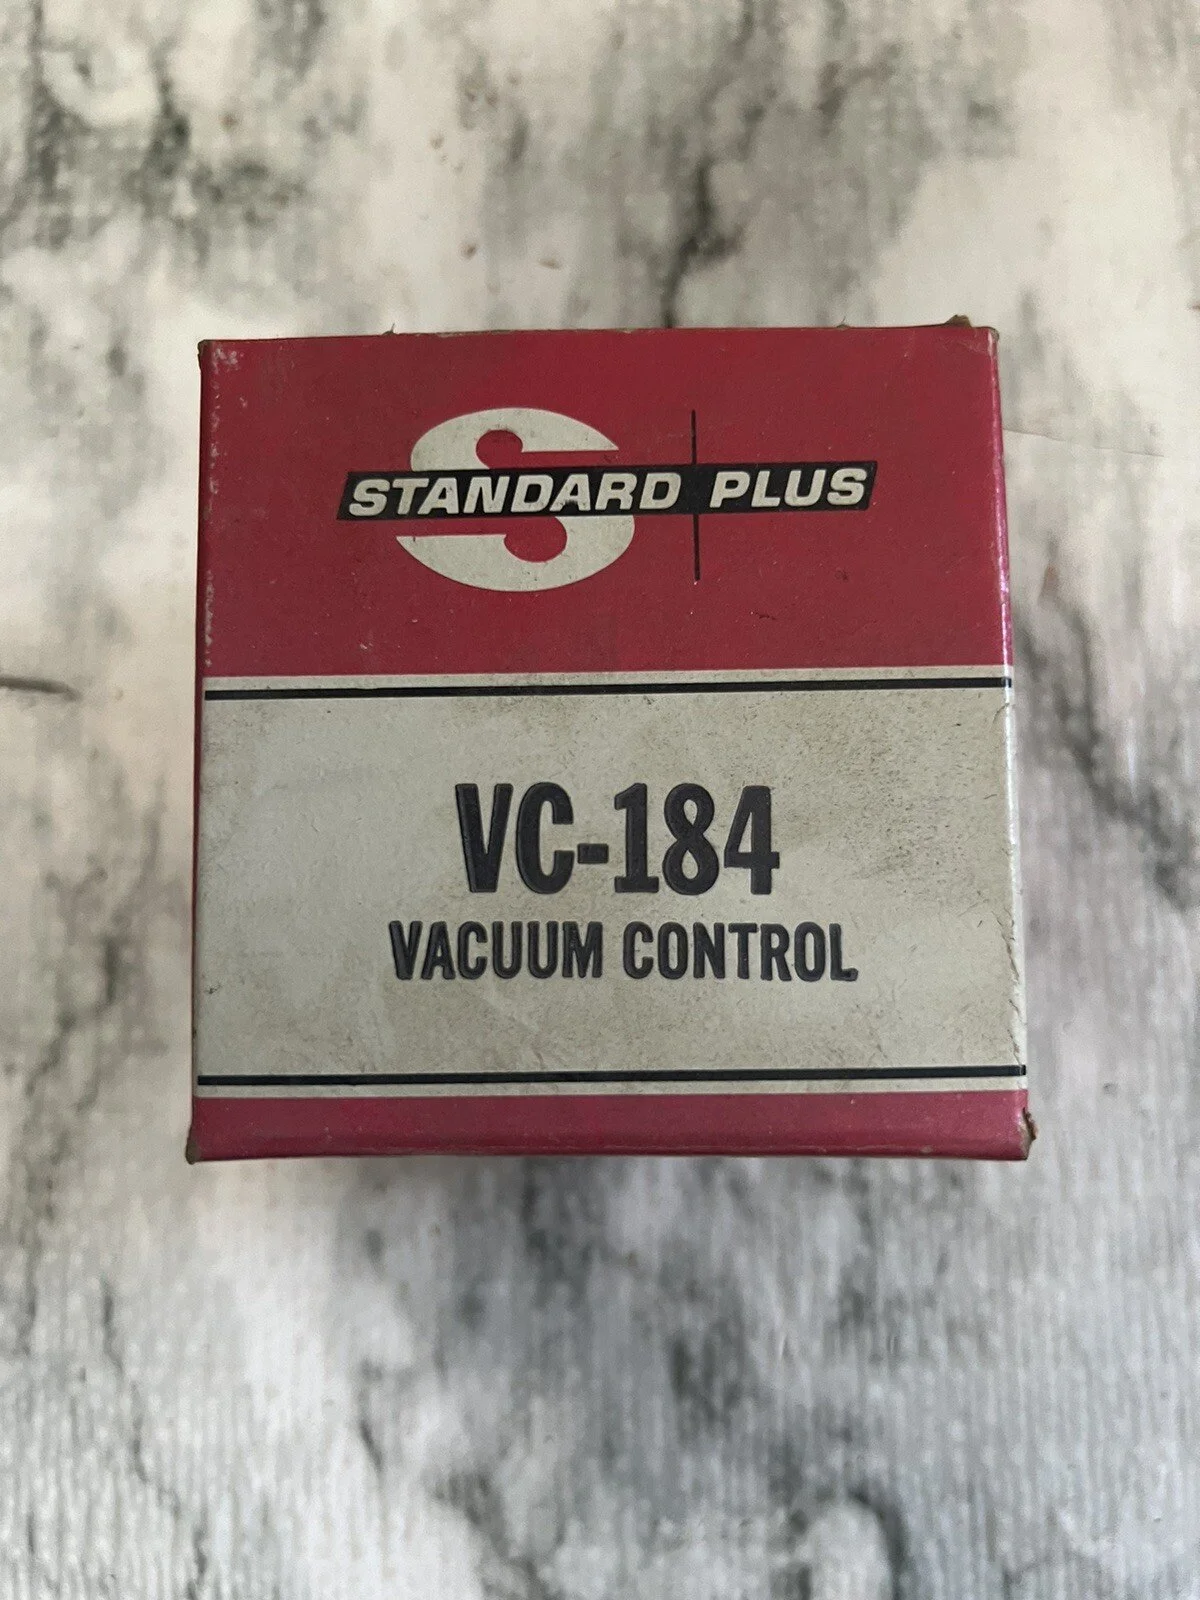 S
STANDARD PLUS
VC-184
VACUUM CONTROL